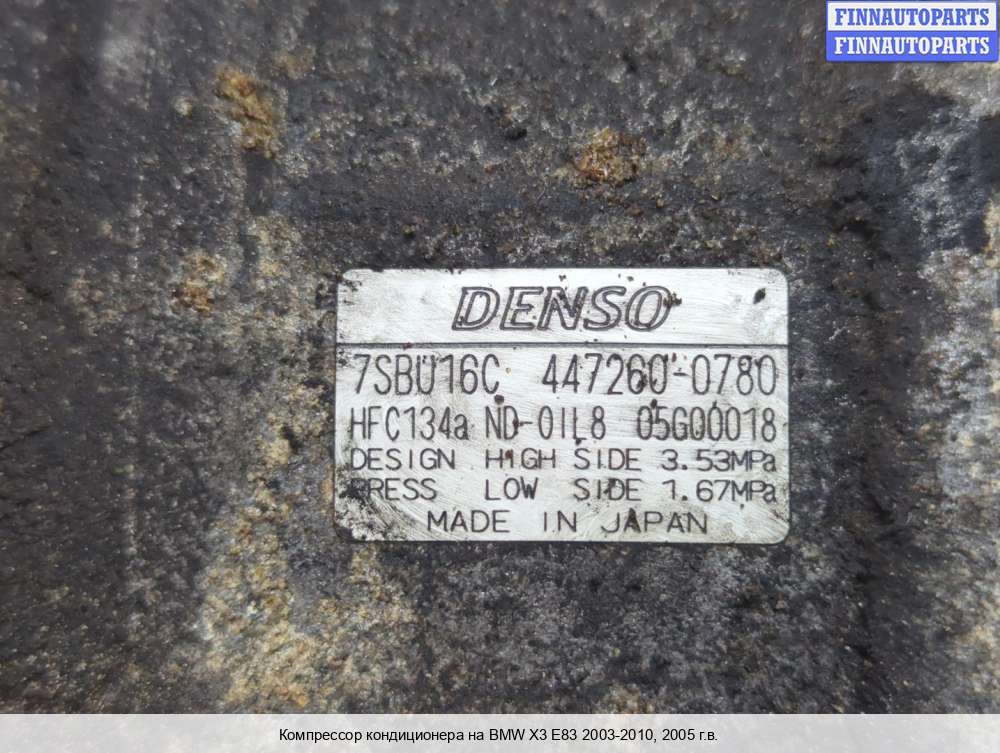 FINNAUTOPARTS
FINNAUTOPARTS
DENSO
7SBU16C 447260-0780
HFC134a ND-OIL8 05G00018
DESIGN HIGH SIDE 3.53MPa
PRESS LOW SIDE 1.67MPa
MADE IN JAPAN
Компрессор кондиционера на BMW X3 E83 2003-2010, 2005 г.в.